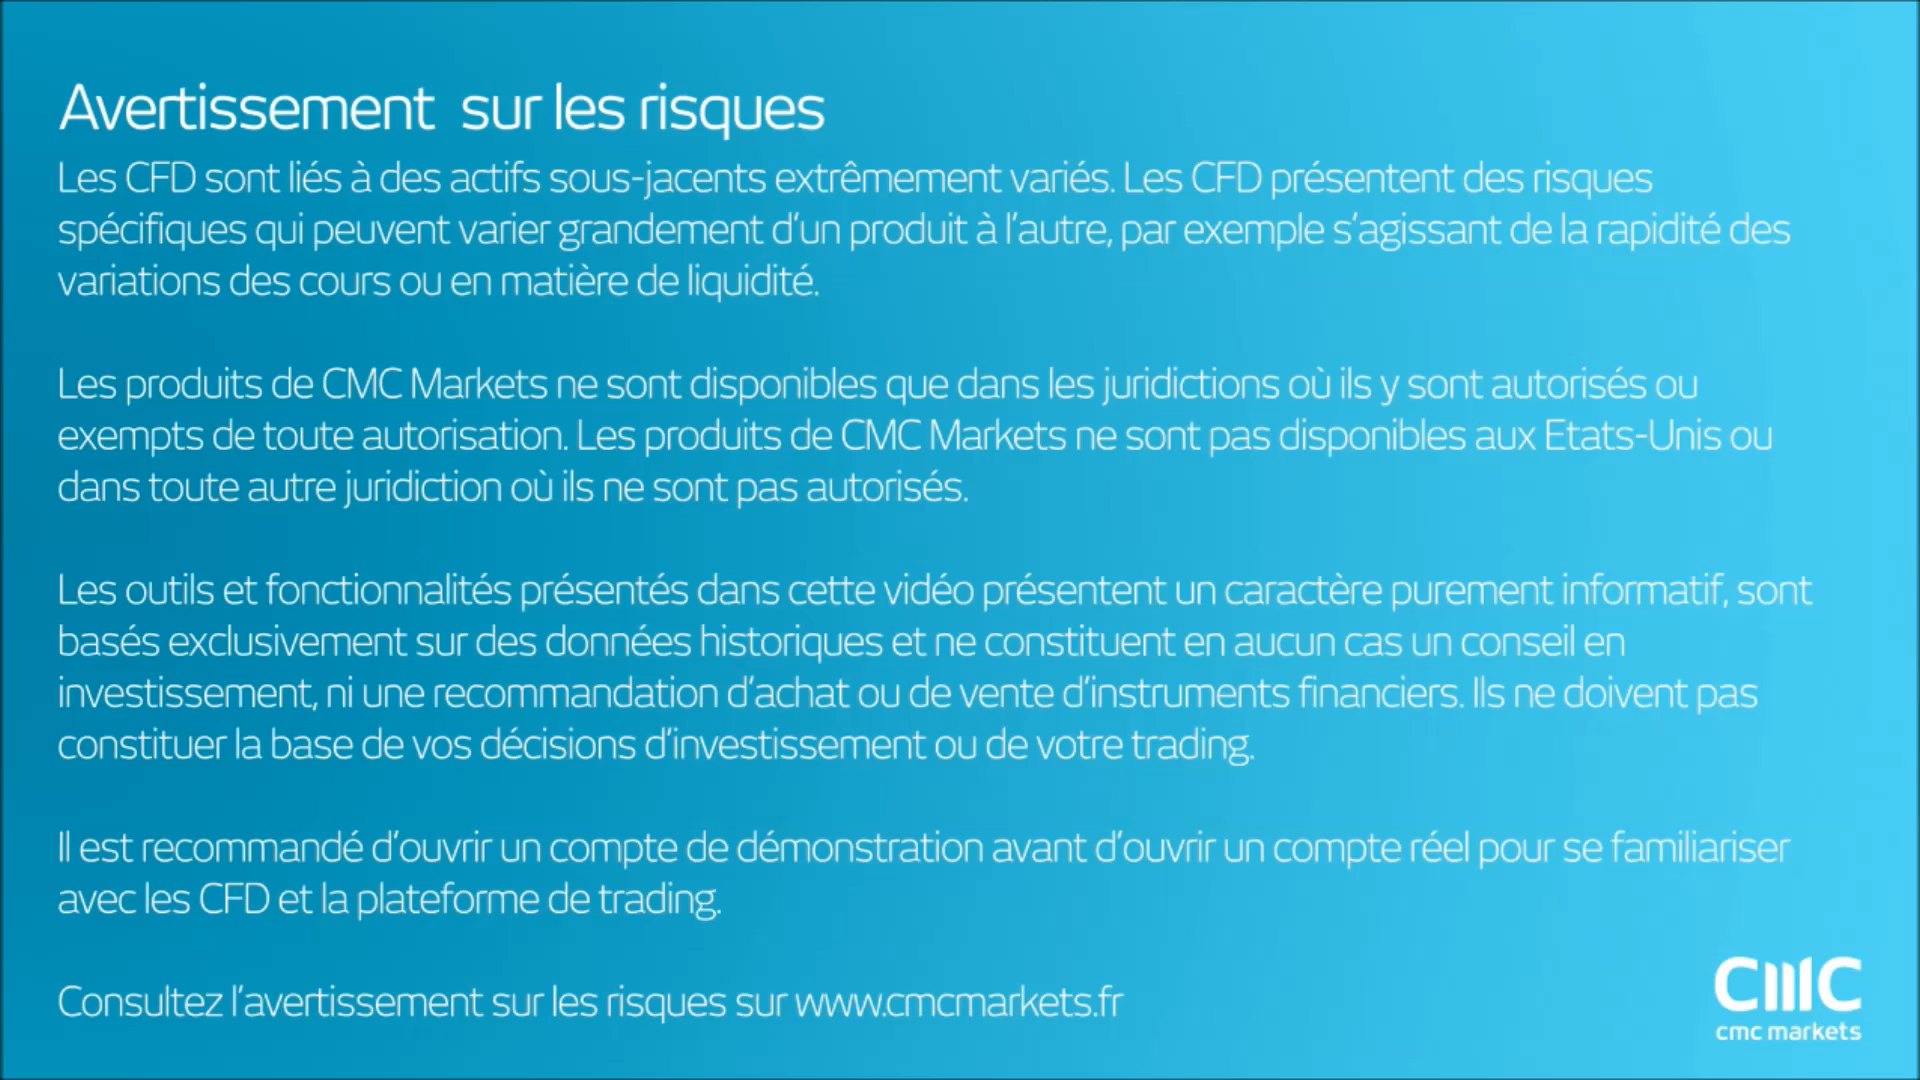 Avertissement sur les risques
Les CFD sont liés à des actifs sous-jacents extrêmement variés. Les CFD présentent des risques
spécifiques qui peuvent varier grandement d'un produit à l'autre, par exemple s'agissant de la rapidité des
variations des cours ou en matière de liquidité.
Les produits de CMC Markets ne sont disponibles que dans les juridictions où ils y sont autorisés ou
exempts de toute autorisation. Les produits de CMC Markets ne sont pas disponibles aux Etats-Unis ou
dans toute autre juridiction où ils ne sont pas autorisés.
Les outils et fonctionnalités présentés dans cette vidéo présentent un caractère purement informatif, sont
basés exclusivement sur des données historiques et ne constituent en aucun cas un conseil en
investissement, ni une recommandation d'achat ou de vente d'instruments financiers. Ils ne doivent pas
constituer la base de vos décisions d'investissement ou de votre trading.
Il est recommandé d'ouvrir un compte de démonstration avant d'ouvrir un compte réel pour se familiariser
avec les CFD et la plateforme de trading.
Consultez l'avertissement sur les risques sur www.cmcmarkets.fr
CMC
cmc markets